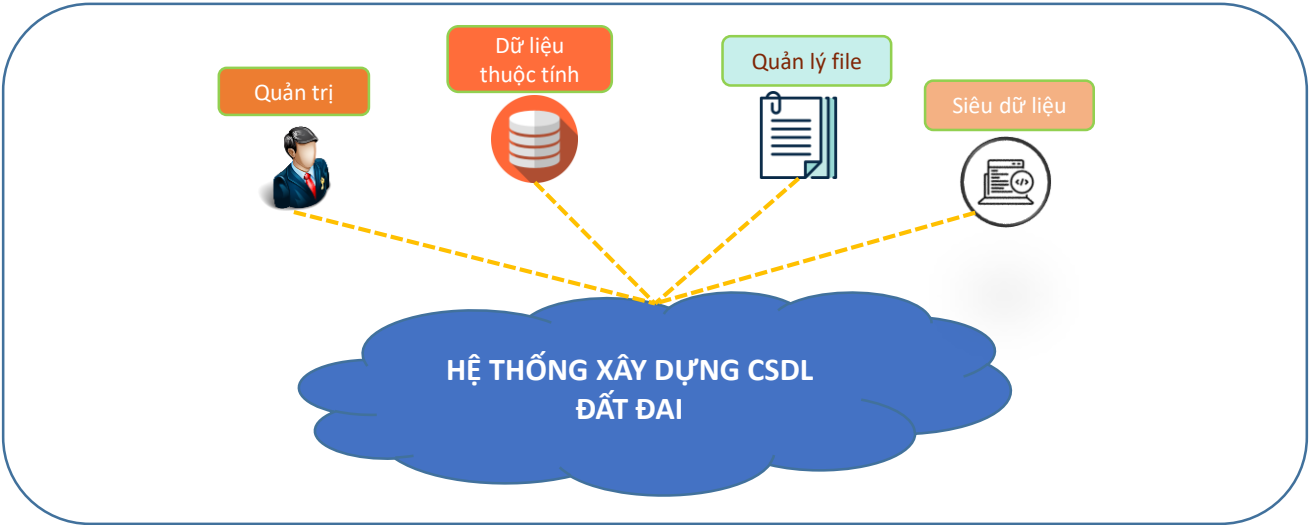 Quản trị
Dữ liệu
thuộc tính
Quản lý file
Siêu dữ liệu
HỆ THỐNG XÂY DỰNG CSDL
ĐẤT ĐAI